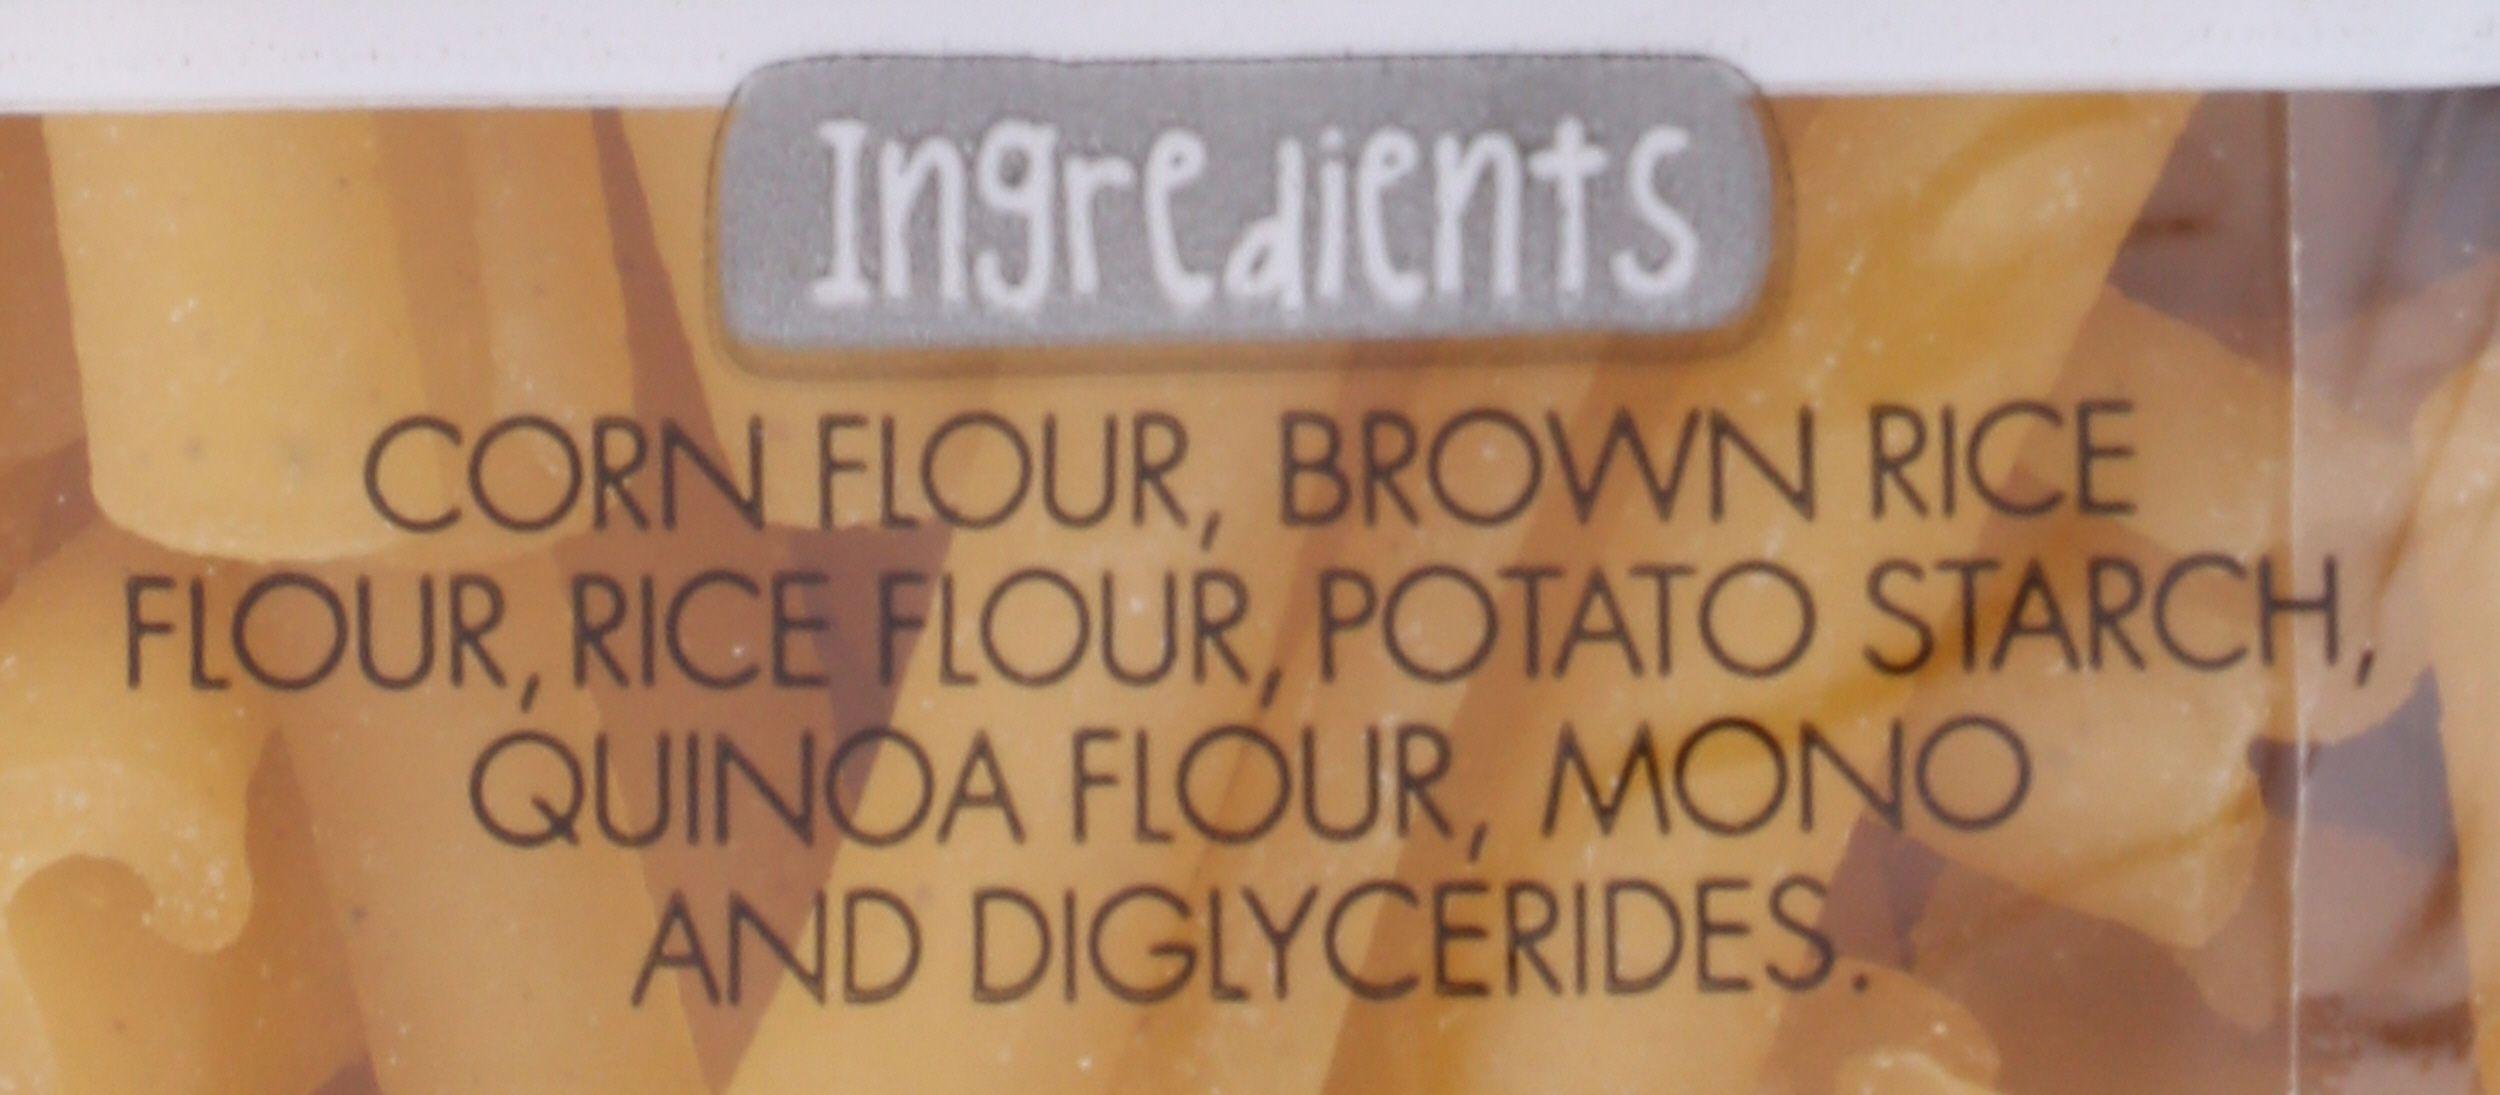 Ingredients
CORN FLOUR, BROWN RICE
FLOUR, RICE FLOUR, POTATO STARCH,
QUINOA FLOUR, MONO
AND DIGLYCERIDES.